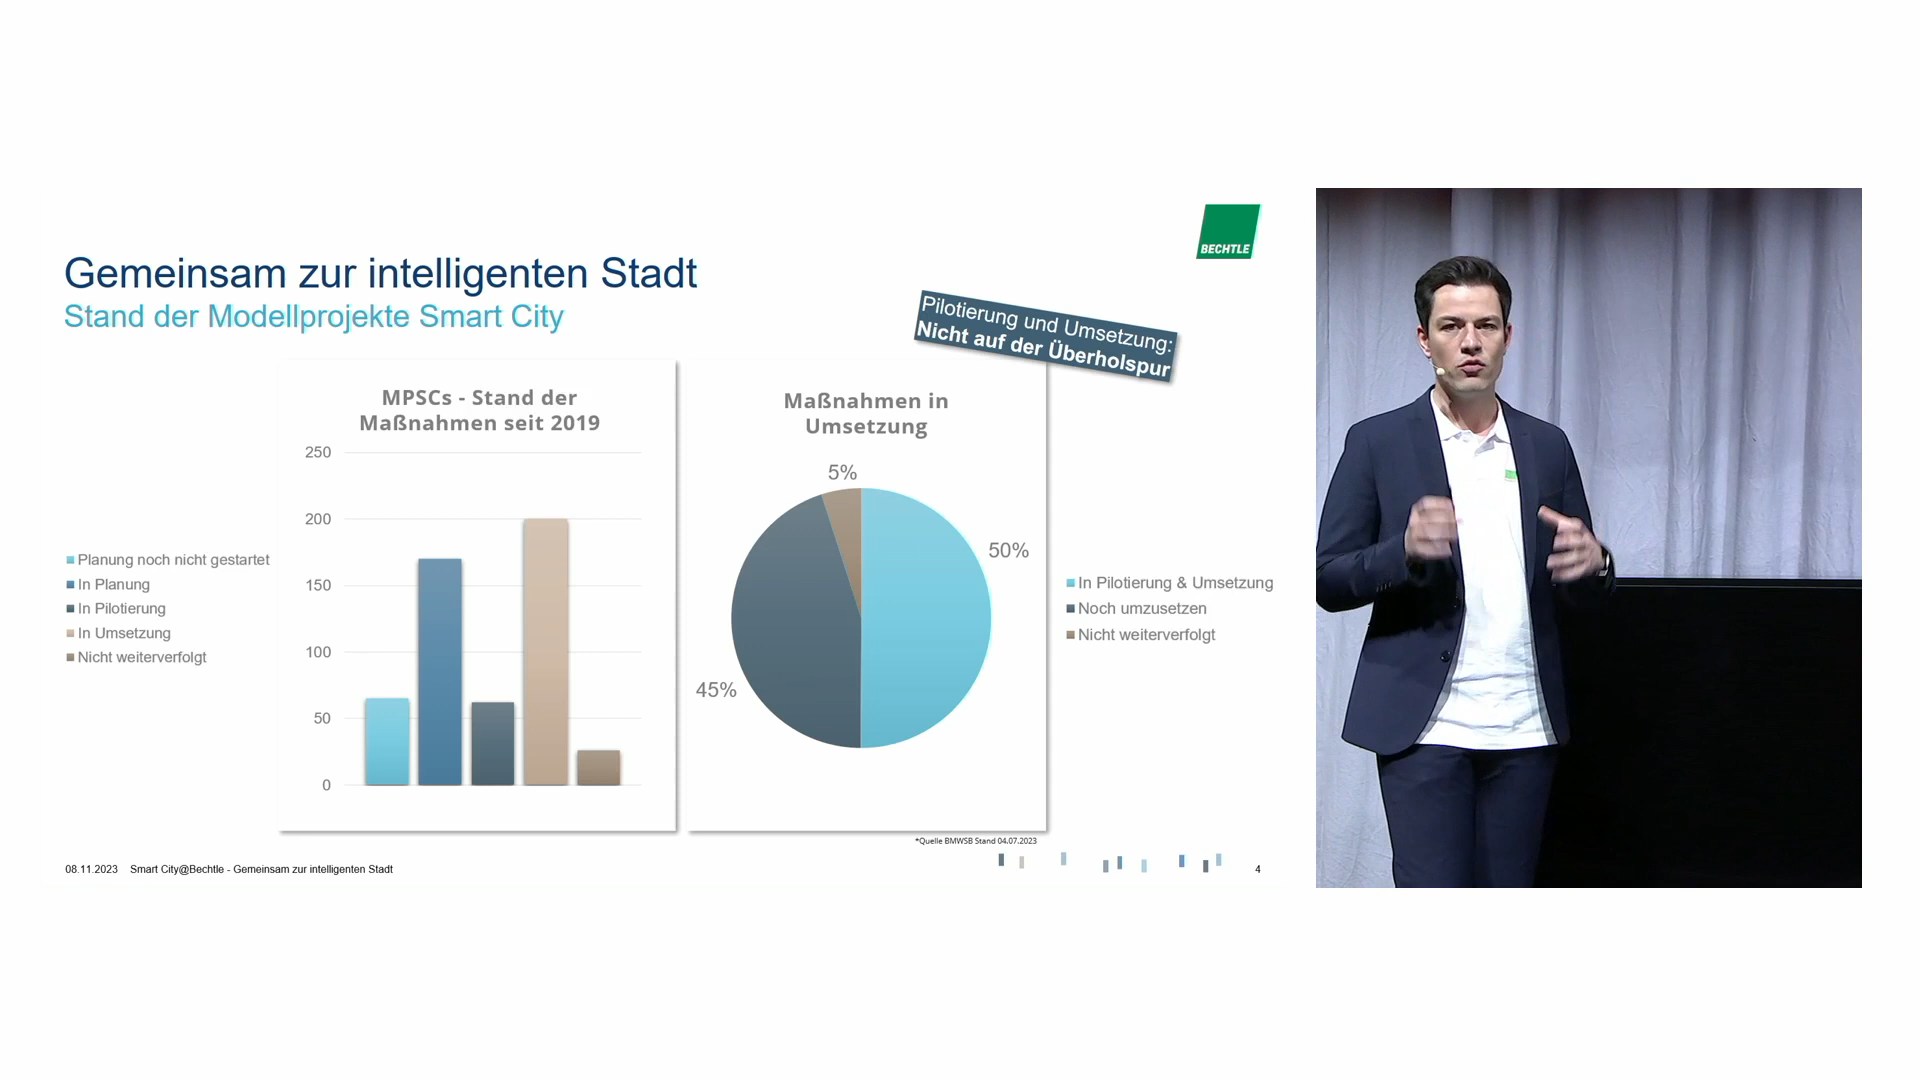 BECHTLE
Gemeinsam zur intelligenten Stadt
Stand der Modellprojekte Smart City
Pilotierung und Umsetzung:
Nicht auf der Überholspur
MPSCs - Stand der
Maßnahmen seit 2019
250
200
150
100
50
0
Planung noch nicht gestartet
In Planung
In Pilotierung
In Umsetzung
Nicht weiterverfolgt
Maßnahmen in
Umsetzung
5%
50%
45%
In Pilotierung & Umsetzung
Noch umzusetzen
Nicht weiterverfolgt
*Quelle BMWSB Stand 04.07.2023
08.11.2023 Smart City@Bechtle - Gemeinsam zur intelligenten Stadt
4